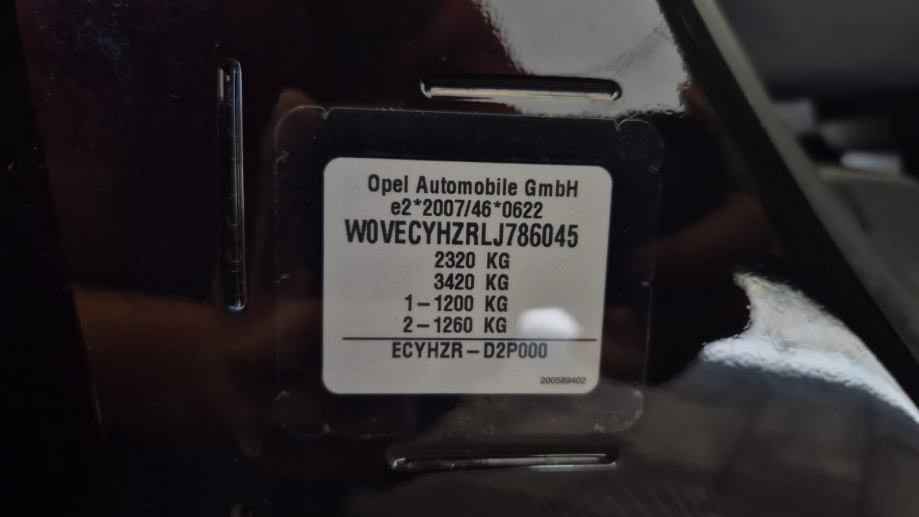 Opel Automobile GmbH
e2*2007/46*0622
W0VECYHZRLJ786045
2320 KG
3420 KG
1-1200 KG
2-1260 KG
ECYHZR-D2P000
200589402